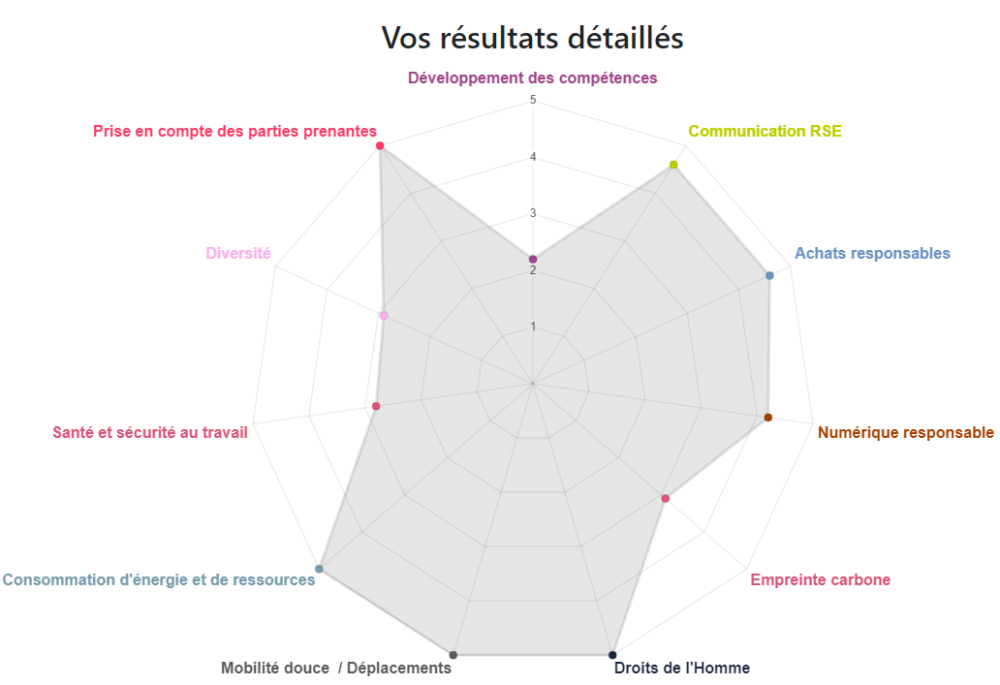 Vos résultats détaillés
Développement des compétences
5
Prise en compte des parties prenantes
Communication RSE
4
3
Diversité
Achats responsables
2
1
Santé et sécurité au travail
Numérique responsable
Consommation d'énergie et de ressources
Empreinte carbone
Mobilité douce / Déplacements
Droits de l'Homme